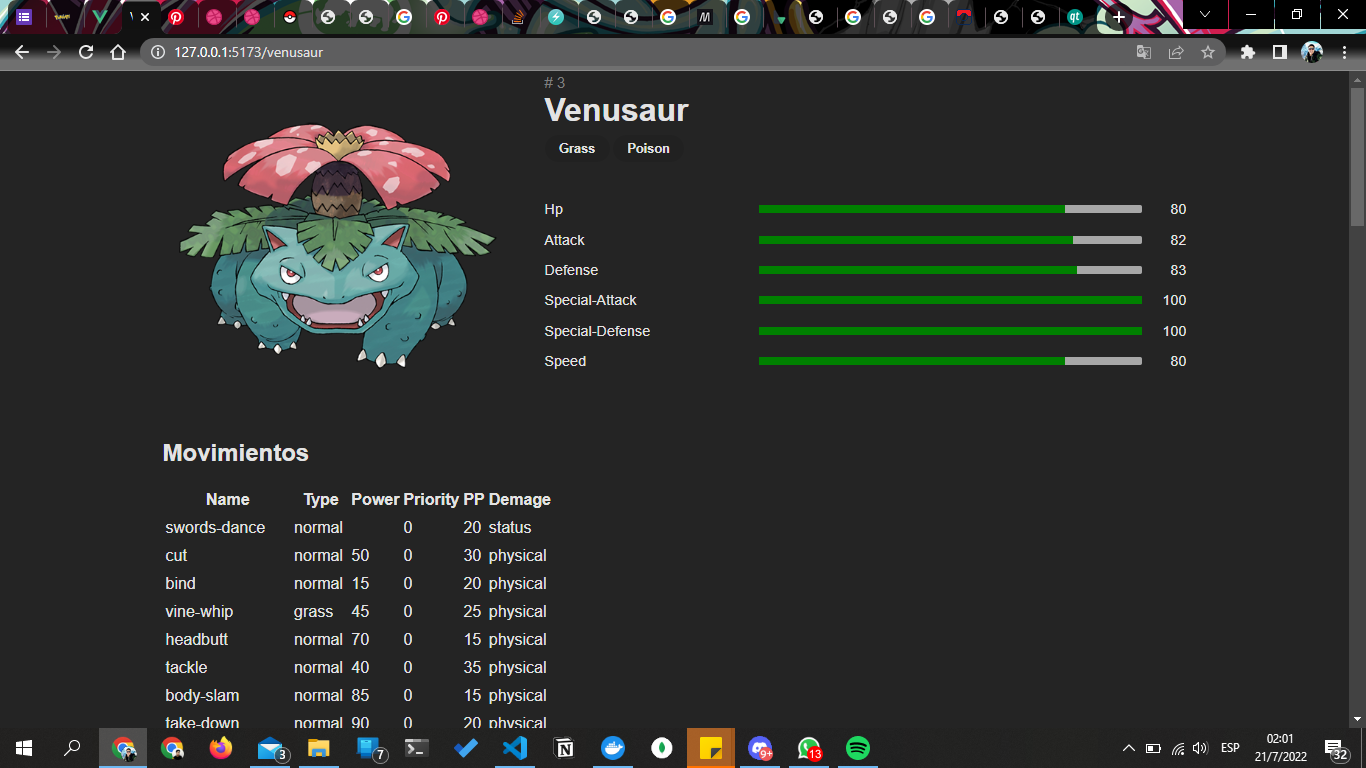 127.0.0.1:5173/venusaur
# 3
Venusaur
Grass Poison
Hp 80
Attack 82
Defense 83
Special-Attack 100
Special-Defense 100
Speed 80
Movimientos
Name Type Power Priority PP Demage
swords-dance normal 0 20 status
cut normal 50 0 30 physical
bind normal 15 0 20 physical
vine-whip grass 45 0 25 physical
headbutt normal 70 0 15 physical
tackle normal 40 0 35 physical
body-slam normal 85 0 15 physical
take-down normal 90 0 20 physical
3 7 9+ 13 ESP 02:01
21/7/2022 32